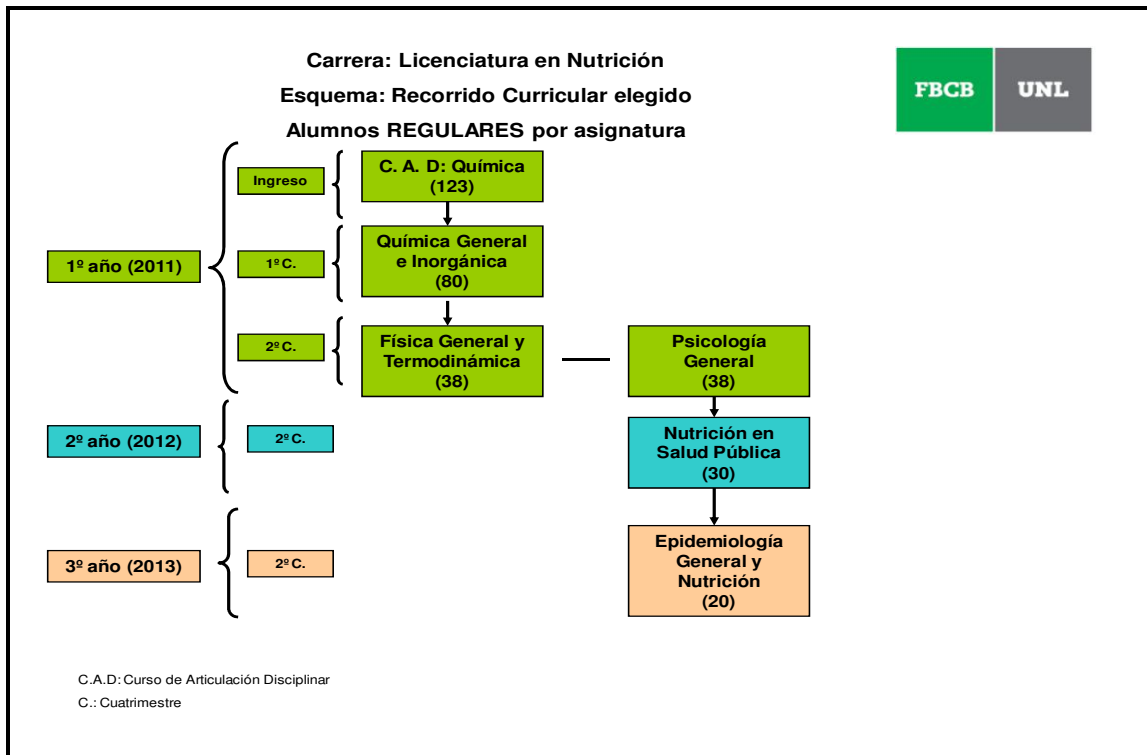 Carrera: Licenciatura en Nutrición
Esquema: Recorrido Curricular elegido
Alumnos REGULARES por asignatura
FBCB
UNL
Ingreso
C. A. D: Química
(123)
1º año (2011)
1º C.
Química General
e Inorgánica
(80)
2º C.
Física General y
Termodinámica
(38)
Psicología
General
(38)
2º año (2012)
2º C.
Nutrición en
Salud Pública
(30)
3º año (2013)
2º C.
Epidemiología
General y
Nutrición
(20)
C.A.D: Curso de Articulación Disciplinar
C.: Cuatrimestre